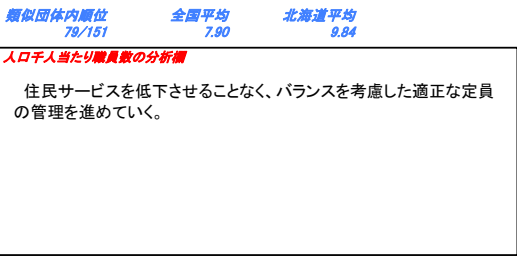 類似団体内順位 全国平均 北海道平均
79/151 7.90 9.84
人口千人当たり職員数の分析欄
住民サービスを低下させることなく、バランスを考慮した適正な定員
の管理を進めていく。